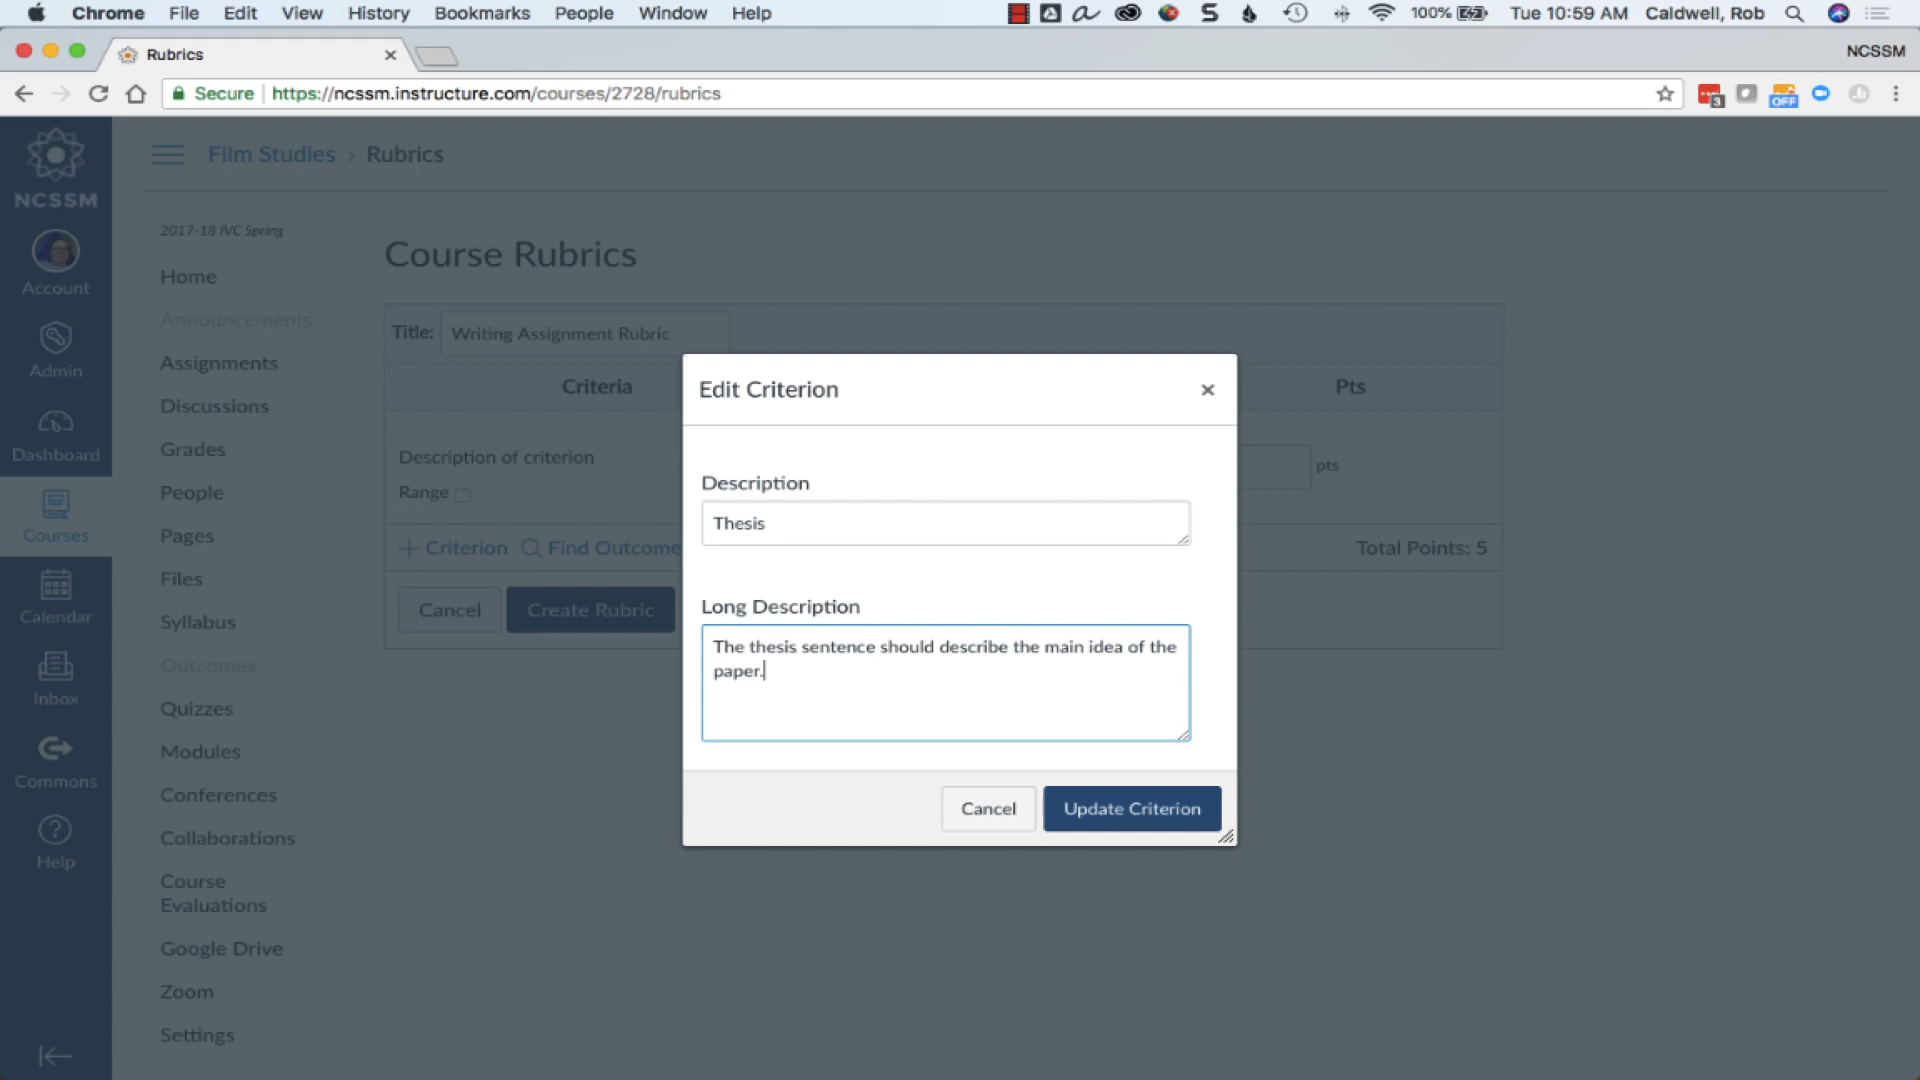 Chrome File Edit View History Bookmarks People Window Help 100% Tue 10:59 AM Caldwell, Rob
Rubrics NCSSM
Secure https://ncssm.instructure.com/courses/2728/rubrics 3 OFF
NCSSM
Account
Admin
Dashboard
Courses
Calendar
Inbox
Commons
Help
Film Studies › Rubrics
2017-18 IVC Spring
Home
Announcements
Assignments
Discussions
Grades
People
Pages
Files
Syllabus
Outcomes
Quizzes
Modules
Conferences
Collaborations
Course
Evaluations
Google Drive
Zoom
Settings
Course Rubrics
Title: Writing Assignment Rubric
Criteria Pts
Description of criterion
Range pts
Criterion Find Outcome Total Points: 5
Cancel Create Rubric
Edit Criterion
Description
Thesis
Long Description
The thesis sentence should describe the main idea of the
paper.
Cancel Update Criterion